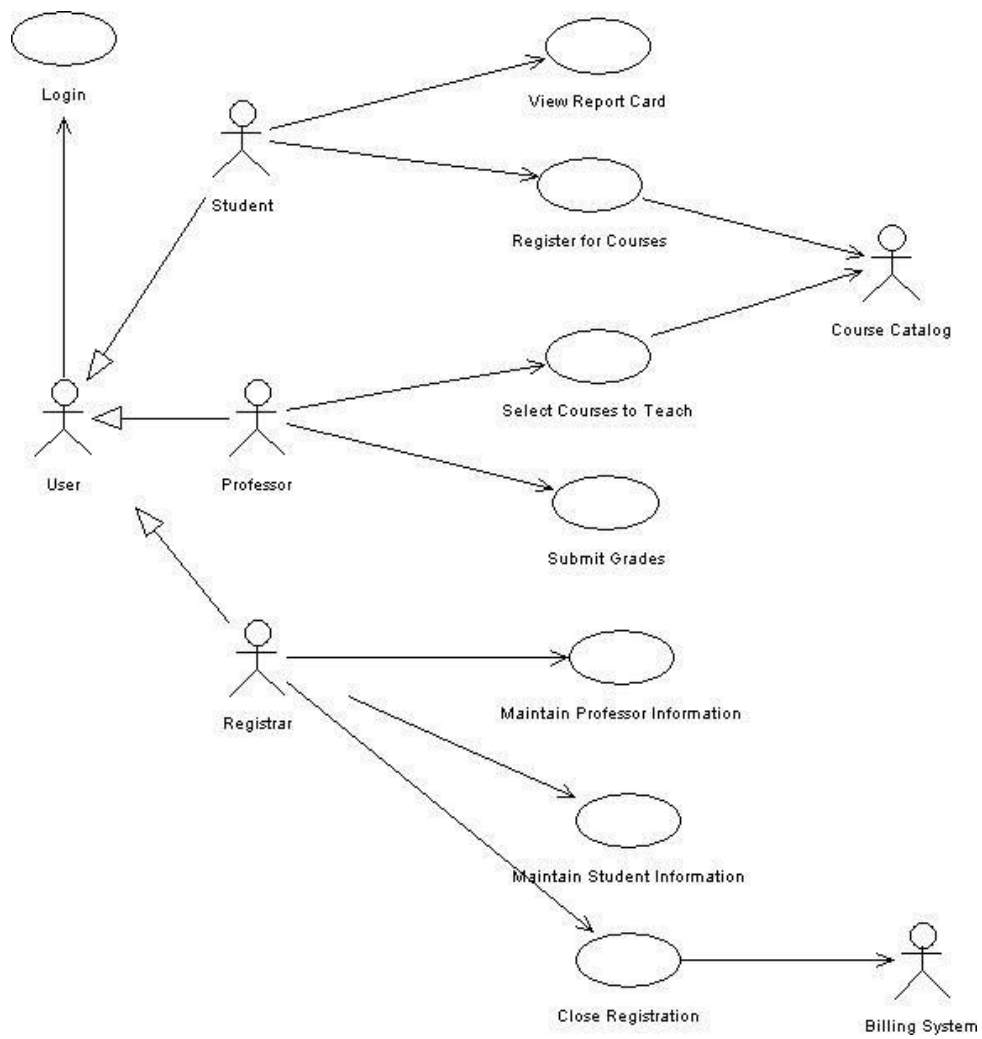 Login
View Report Card
Student
Register for Courses
Course Catalog
Select Courses to Teach
User
Professor
Submit Grades
Maintain Professor Information
Registrar
Maintain Student Information
Close Registration
Billing System